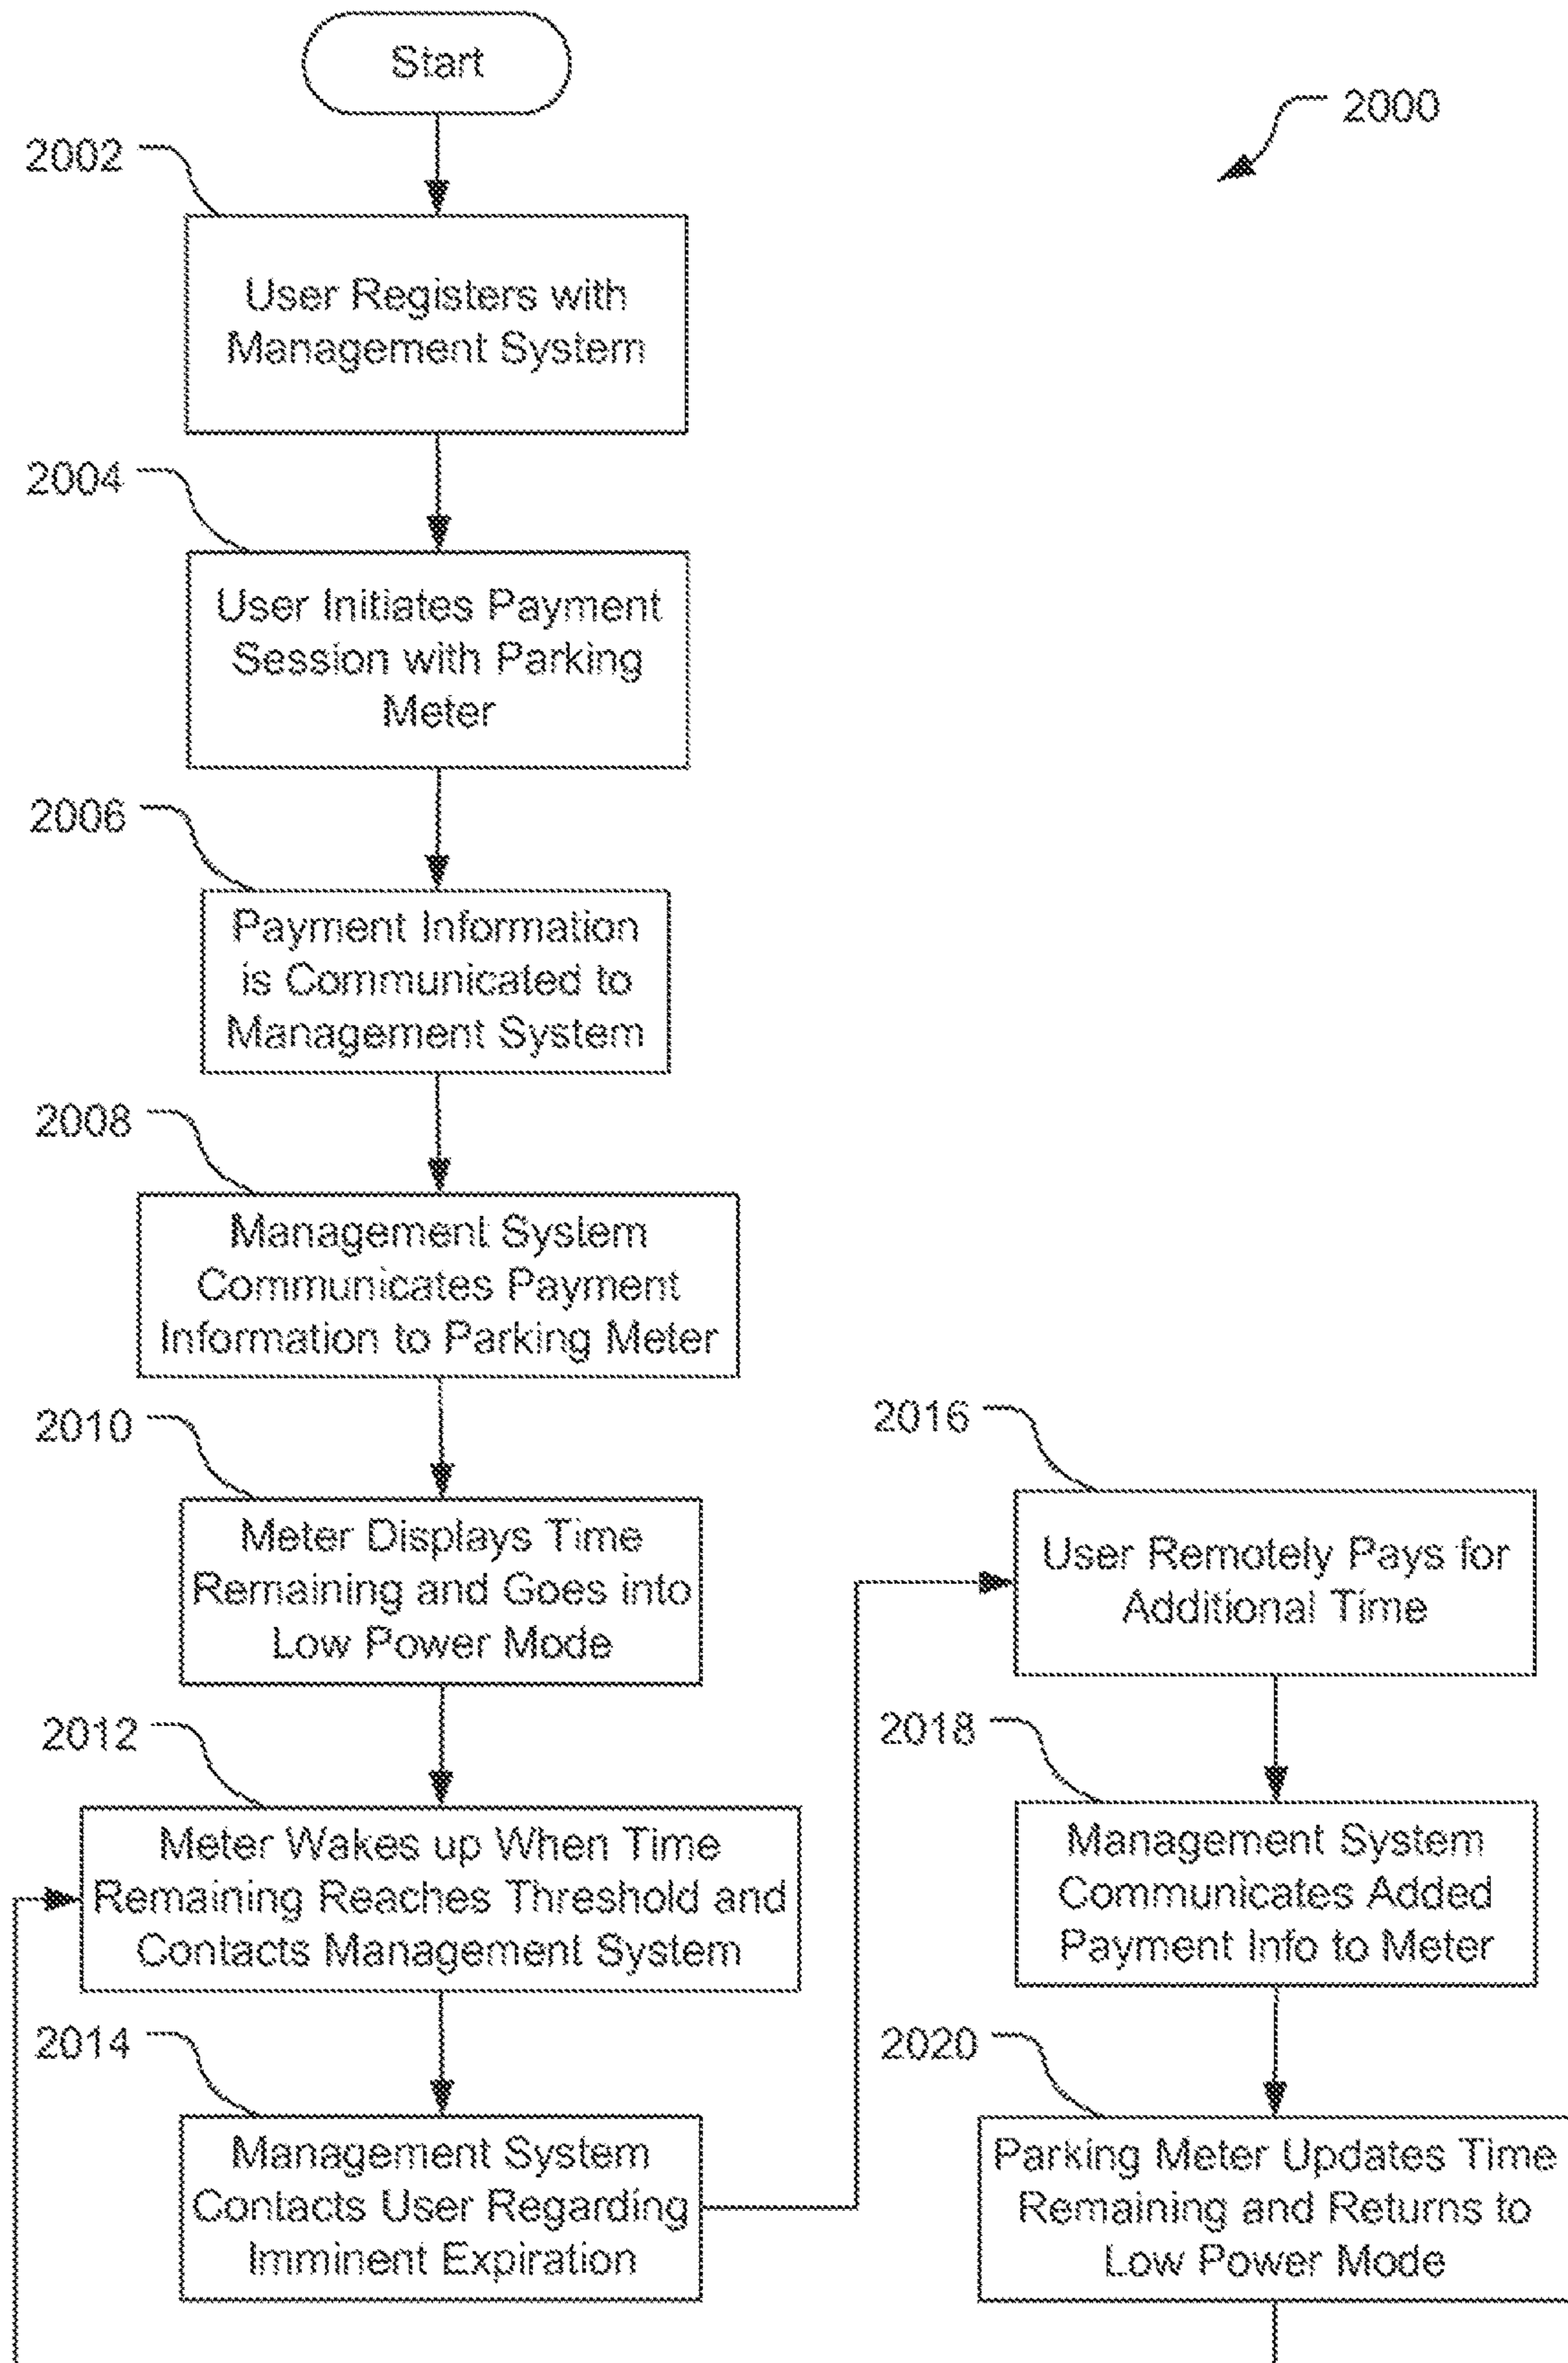 Start
2000
2002
User Registers with
Management System
2004
User Initiates Payment
Session with Parking
Meter
2006
Payment Information
is Communicated to
Management System
2008
Management System
Communicates Payment
Information to Parking Meter
2010
Meter Displays Time
Remaining and Goes into
Low Power Mode
2012
Meter Wakes up When Time
Remaining Reaches Threshold and
Contacts Management System
2014
Management System
Contacts User Regarding
Imminent Expiration
2016
User Remotely Pays for
Additional Time
2018
Management System
Communicates Added
Payment Info to Meter
2020
Parking Meter Updates Time
Remaining and Returns to
Low Power Mode